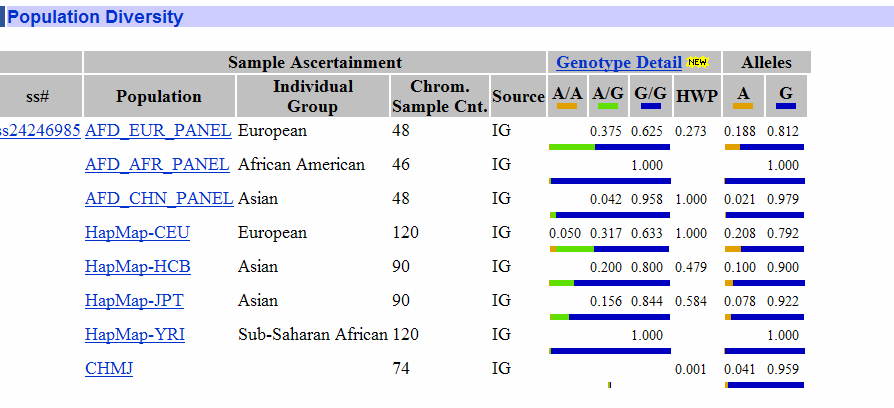 Population Diversity
Sample Ascertainment Genotype Detail NEW Alleles
ss# Population Individual Group Chrom. Sample Cnt. Source A/A A/G G/G HWP A G
ss24246985 AFD_EUR_PANEL European 48 IG 0.375 0.625 0.273 0.188 0.812
AFD_AFR_PANEL African American 46 IG 1.000 1.000
AFD_CHN_PANEL Asian 48 IG 0.042 0.958 1.000 0.021 0.979
HapMap-CEU European 120 IG 0.050 0.317 0.633 1.000 0.208 0.792
HapMap-HCB Asian 90 IG 0.200 0.800 0.479 0.100 0.900
HapMap-JPT Asian 90 IG 0.156 0.844 0.584 0.078 0.922
HapMap-YRI Sub-Saharan African 120 IG 1.000 1.000
CHMJ 74 IG 0.001 0.041 0.959